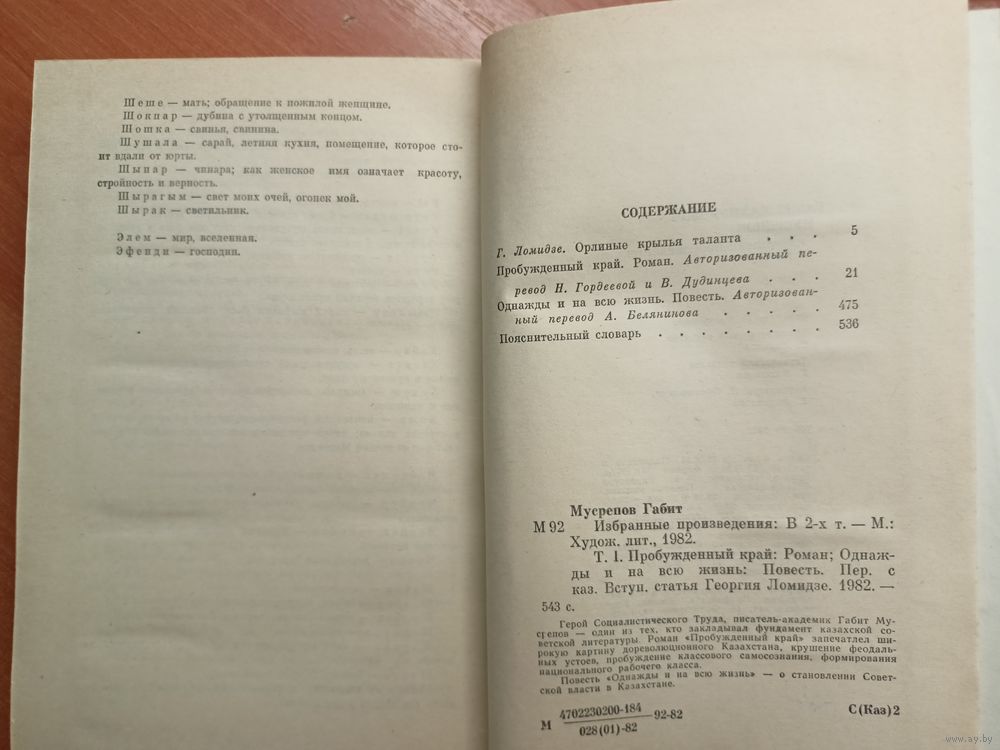 Шеше — мать; обращение к пожилой женщине.
Шокпар — дубина с утолщенным концом.
Шошка — свинья, свинина.
Шушала — сарай, летняя кухня, помещение, которое сто-
ит вдали от юрты.
Шынар — чинара; как женское имя означает красоту,
стройность и верность.
Шырагым — свет моих очей, огонек мой.
Шырак — светильник.
Элем — мир, вселенная.
Эфенди — господин.
СОДЕРЖАНИЕ
Г. Ломидзе. Орлиные крылья таланта . . . 5
Пробужденный край. Роман. Авторизованный пе-
ревод Н. Гордеевой и В. Дудинцева . . . 21
Однажды и на всю жизнь. Повесть. Авторизован-
ный перевод А. Белянинова . . . . . 475
Пояснительный словарь . . . . . . . . 536
Мусрепов Габит
М 92 Избранные произведения: В 2-х т. — М.:
Худож. лит., 1982.
Т. 1. Пробужденный край: Роман; Однаж-
ды и на всю жизнь: Повесть. Пер. с
каз. Вступ. статья Георгия Ломидзе. 1982. —
543 с.
Герой Социалистического Труда, писатель-академик Габит Му-
срепов — один из тех, кто закладывал фундамент казахской со-
ветской литературы. Роман «Пробужденный край» запечатлел ши-
рокую картину дореволюционного Казахстана, крушение феодаль-
ных устоев, пробуждение классового самосознания, формирования
национального рабочего класса.
Повесть «Однажды и на всю жизнь» — о становлении Совет-
ской власти в Казахстане.
М 4702230200-184 92-82 С(Каз)2
028(01)-82
www.ay.by